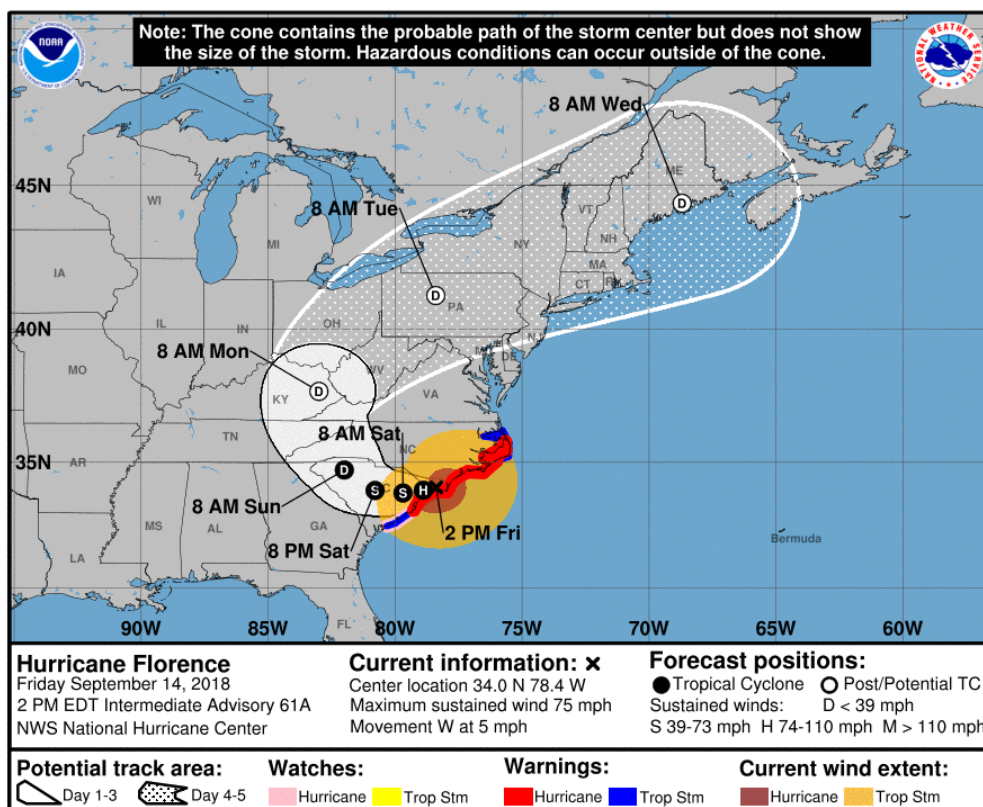 Note: The cone contains the probable path of the storm center but does not show
the size of the storm. Hazardous conditions can occur outside of the cone.
NOAA
NATIONAL WEATHER SERVICE
8 AM Wed
45N
WI
ME
8 AM Tue
VT
MI
NY
NH
IA
MA
CT
RI
PA
40N
OH
IL
IN
NJ
8 AM Mon
DE
MO
WV
KY
VA
8 AM Sat
TN
NC
35N
AR
8 AM Sun
D
S
S
H
D
D
D
MS
AL
GA
8 PM Sat
2 PM Fri
Bermuda
LA
FL
90W
85W
80W
75W
70W
65W
60W
Hurricane Florence
Friday September 14, 2018
2 PM EDT Intermediate Advisory 61A
NWS National Hurricane Center
Current information: ×
Center location 34.0 N 78.4 W
Maximum sustained wind 75 mph
Movement W at 5 mph
Forecast positions:
Tropical Cyclone Post/Potential TC
Sustained winds: D < 39 mph
S 39-73 mph H 74-110 mph M > 110 mph
Potential track area:
Day 1-3 Day 4-5
Watches:
Hurricane Trop Stm
Warnings:
Hurricane Trop Stm
Current wind extent:
Hurricane Trop Stm